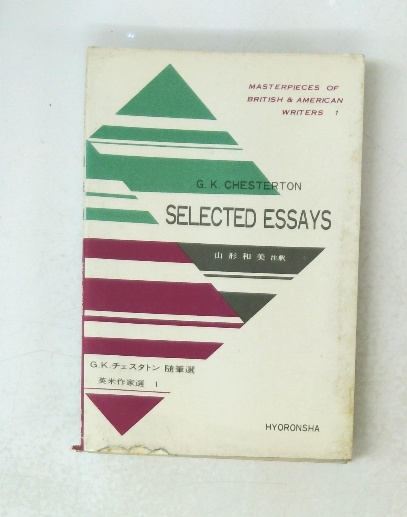 MASTERPIECES OF
BRITISH & AMERICAN
WRITERS 1
G. K. CHESTERTON
SELECTED ESSAYS
山形和美 注釈
G.K.チェスタトン 随筆選
英米作家選 1
HYORONSHA